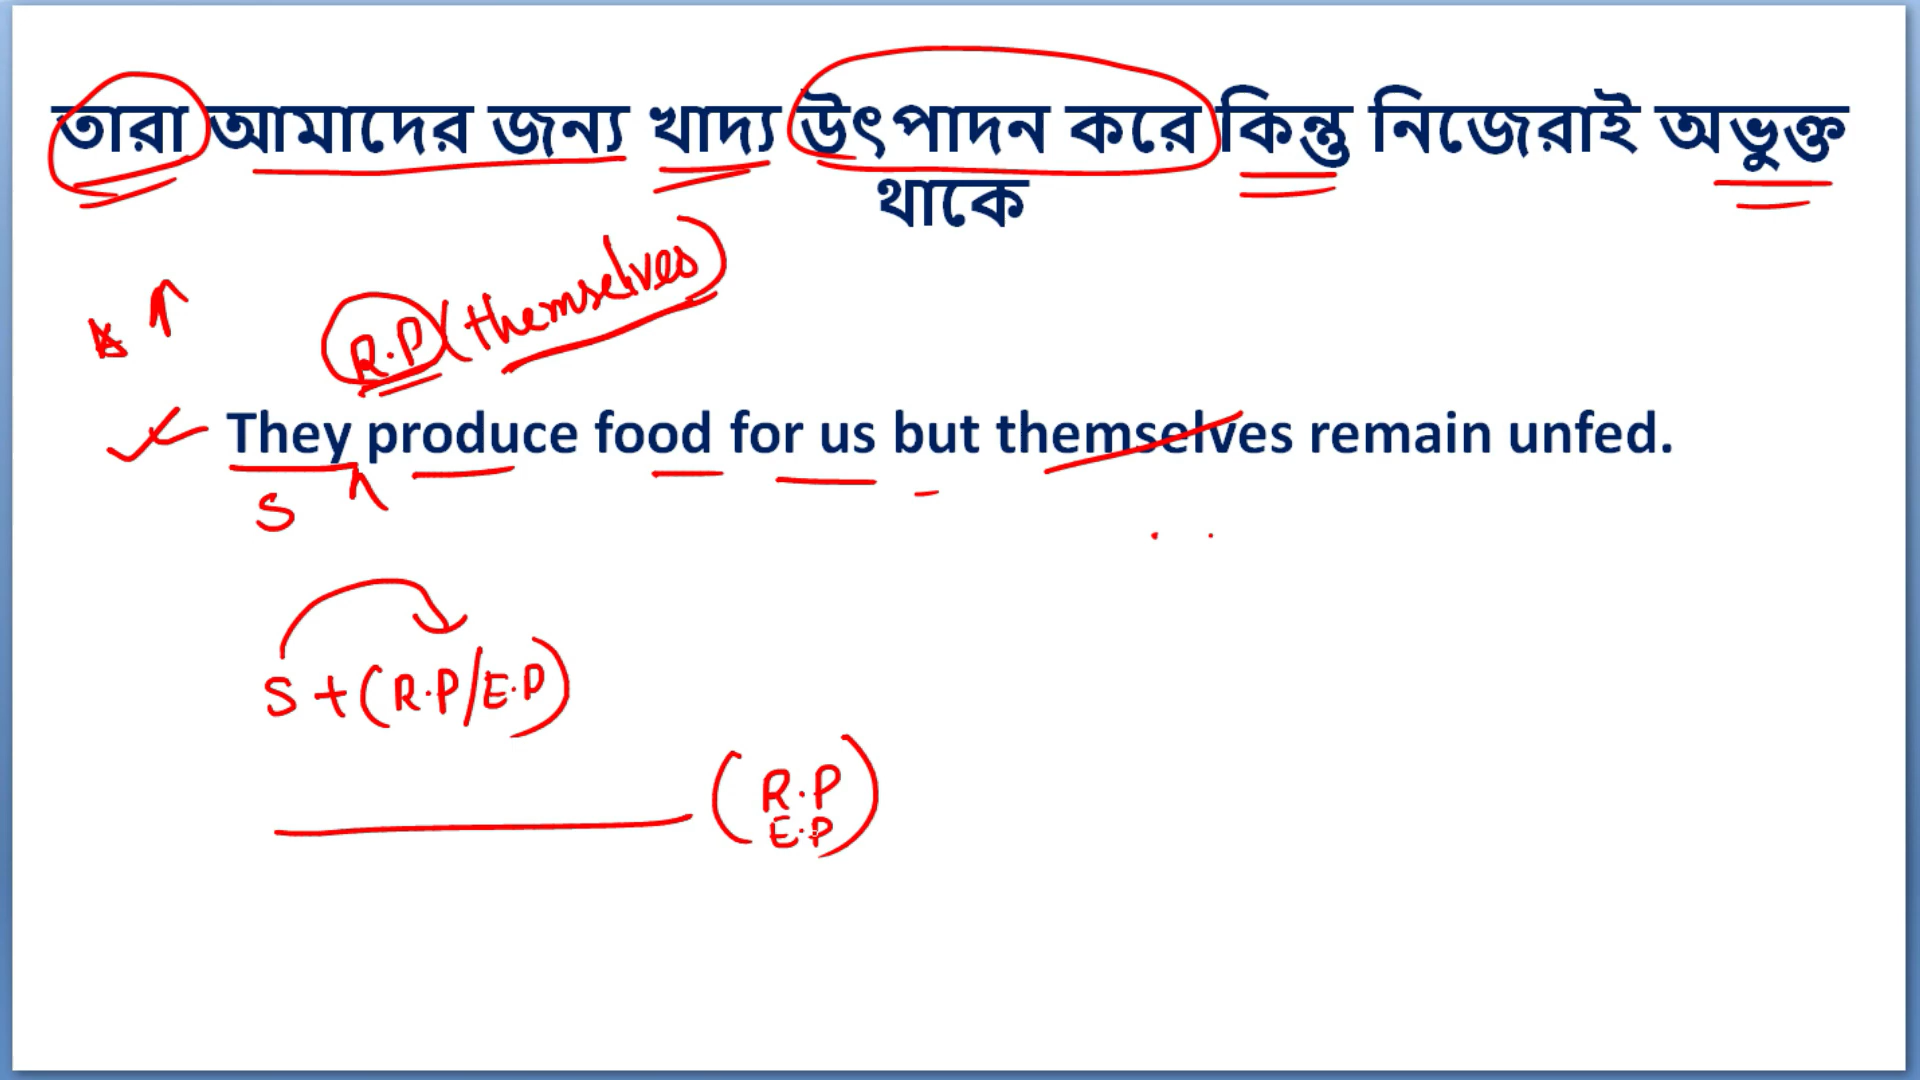 তারা আমাদের জন্য খাদ্য উৎপাদন করে কিন্তু নিজেরাই অভুক্ত
থাকে
R.P (themselves)
They produce food for us but themselves remain unfed.
S
S + (R.P/E.P)
(R.P
E.P)